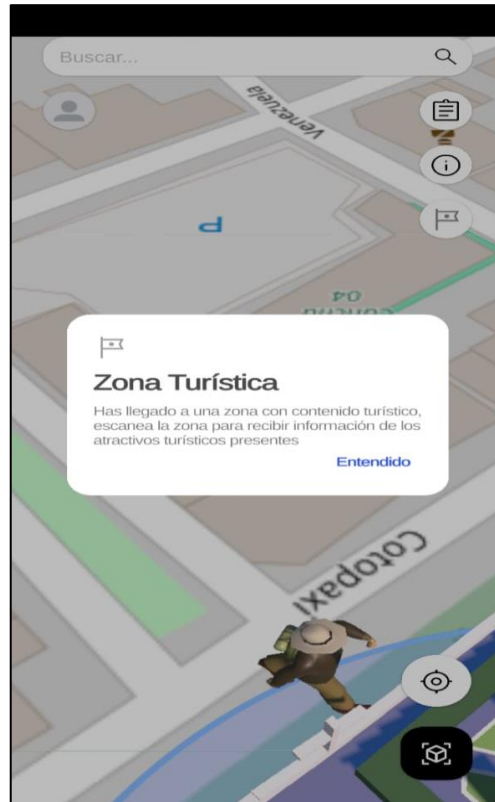 Buscar...
Venezuela
P
04
Zona Turística
Has llegado a una zona con contenido turístico,
escanea la zona para recibir información de los
atractivos turísticos presentes
Entendido
Cotopaxi